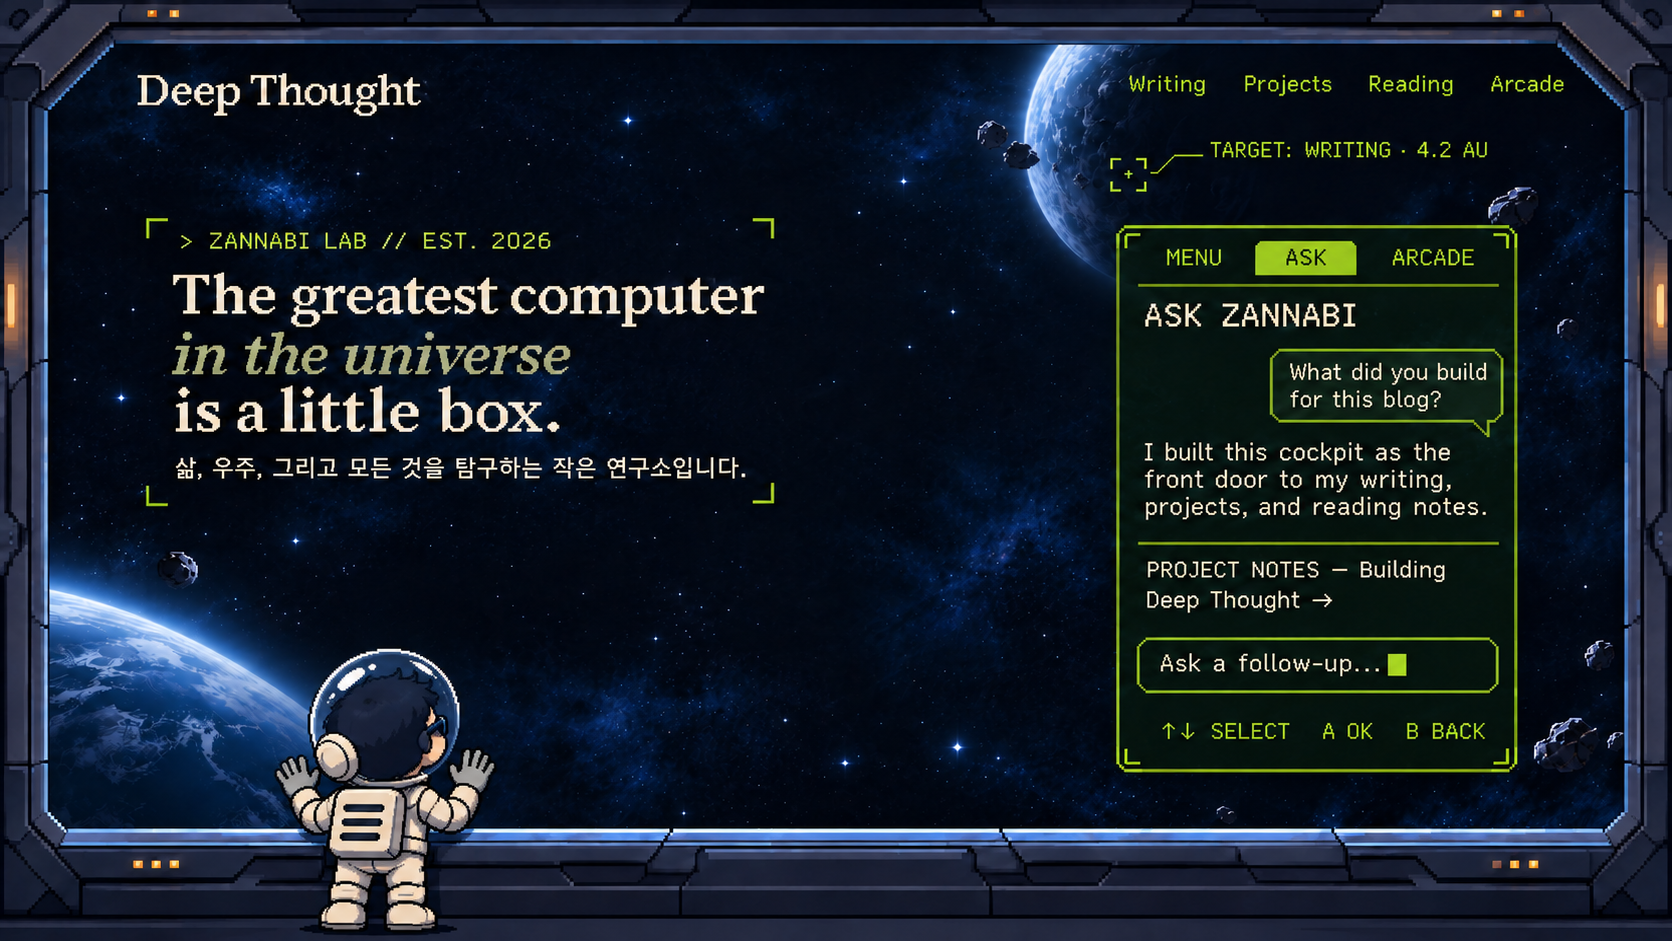 Deep Thought
Writing Projects Reading Arcade
TARGET: WRITING · 4.2 AU
> ZANNABI LAB // EST. 2026
The greatest computer
in the universe
is a little box.
삶, 우주, 그리고 모든 것을 탐구하는 작은 연구소입니다.
MENU ASK ARCADE
ASK ZANNABI
What did you build
for this blog?
I built this cockpit as the
front door to my writing,
projects, and reading notes.
PROJECT NOTES — Building
Deep Thought →
Ask a follow-up...
↑↓ SELECT A OK B BACK